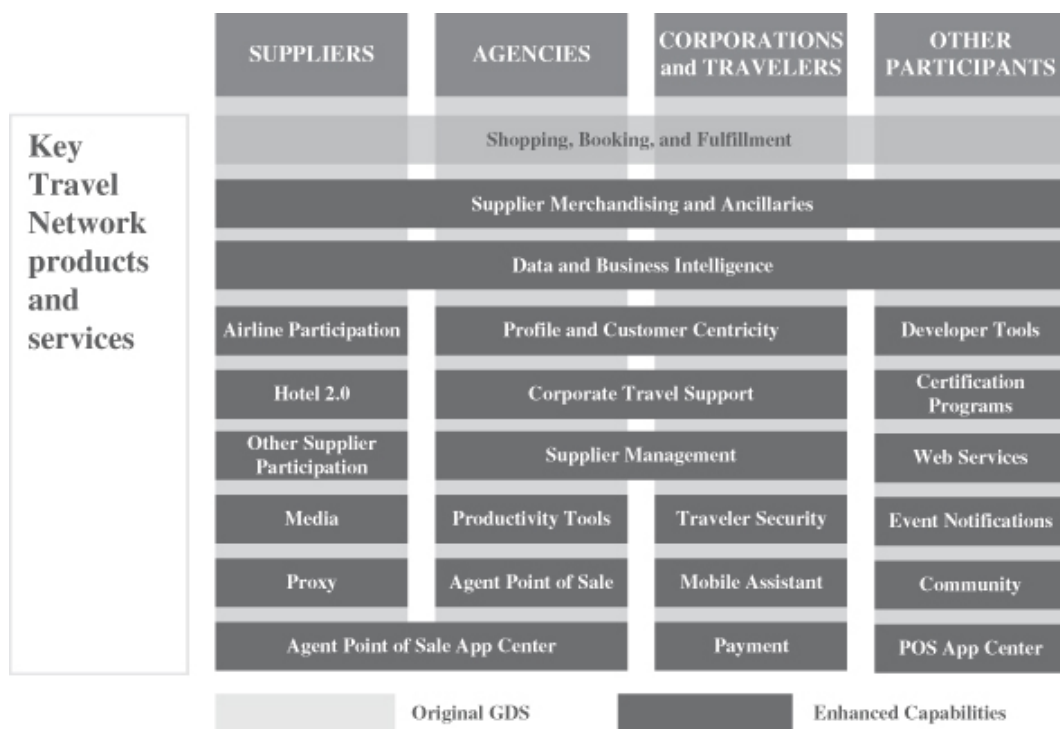 SUPPLIERS
AGENCIES
CORPORATIONS
and TRAVELERS
OTHER
PARTICIPANTS
Key
Travel
Network
products
and
services
Shopping, Booking, and Fulfillment
Supplier Merchandising and Ancillaries
Data and Business Intelligence
Airline Participation
Profile and Customer Centricity
Developer Tools
Hotel 2.0
Corporate Travel Support
Certification
Programs
Other Supplier
Participation
Supplier Management
Web Services
Media
Productivity Tools
Traveler Security
Event Notifications
Proxy
Agent Point of Sale
Mobile Assistant
Community
Agent Point of Sale App Center
Payment
POS App Center
Original GDS
Enhanced Capabilities